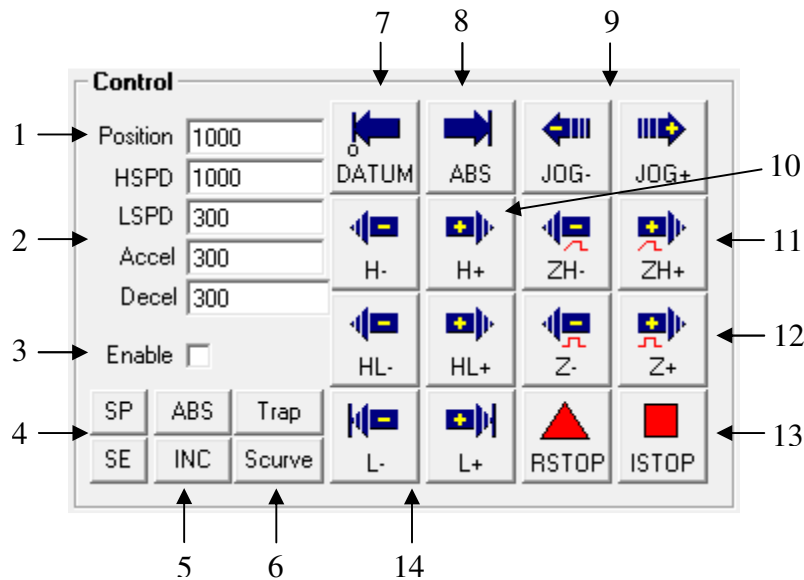 7 8 9
Control
1 Position 1000
HSPD 1000
2 LSPD 300
Accel 300
Decel 300
3 Enable
4 SP ABS Trap
SE INC Scurve
DATUM ABS JOG- JOG+
10
H- H+ ZH- ZH+ 11
HL- HL+ Z- Z+ 12
L- L+ RSTOP ISTOP 13
5 6 14